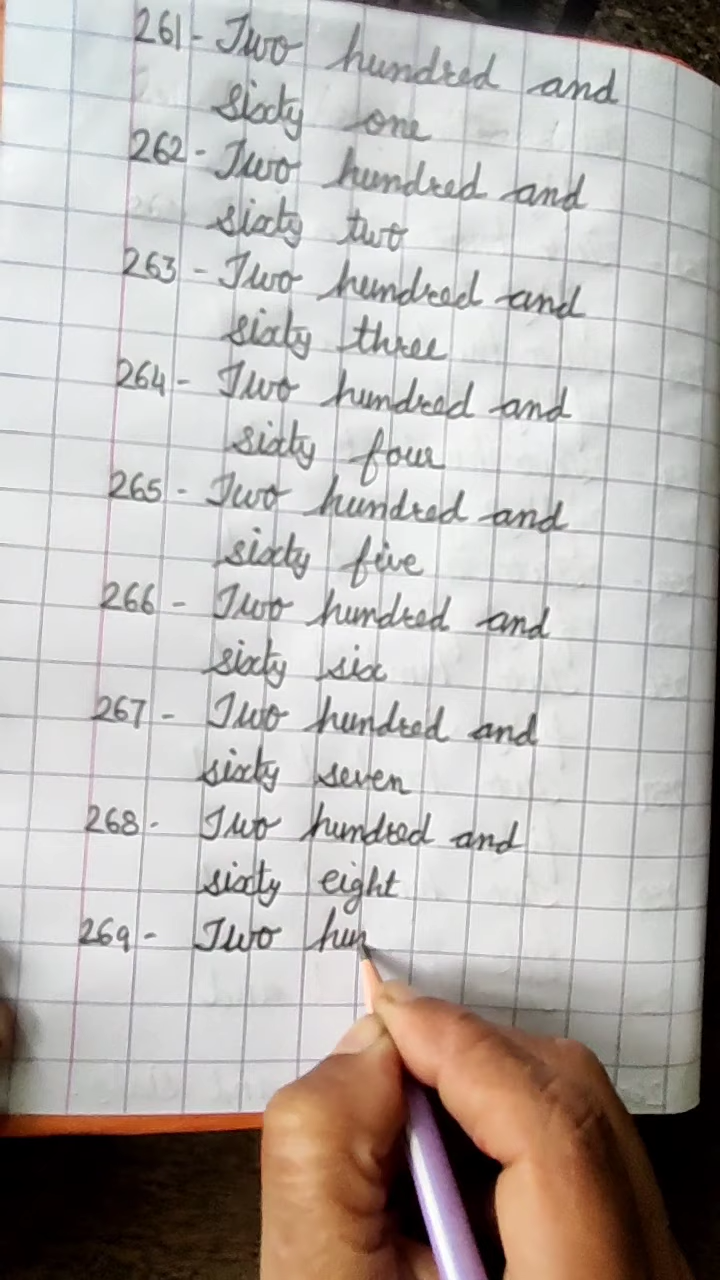 261- Two hundred and
sixty one
262- Two hundred and
sixty two
263 - Two hundred and
sixty three
264 - Two hundred and
sixty four
265 - Two hundred and
sixty five
266 - Two hundred and
sixty six
267 - Two hundred and
sixty seven
268 - Two hundred and
sixty eight
269 - Two hun